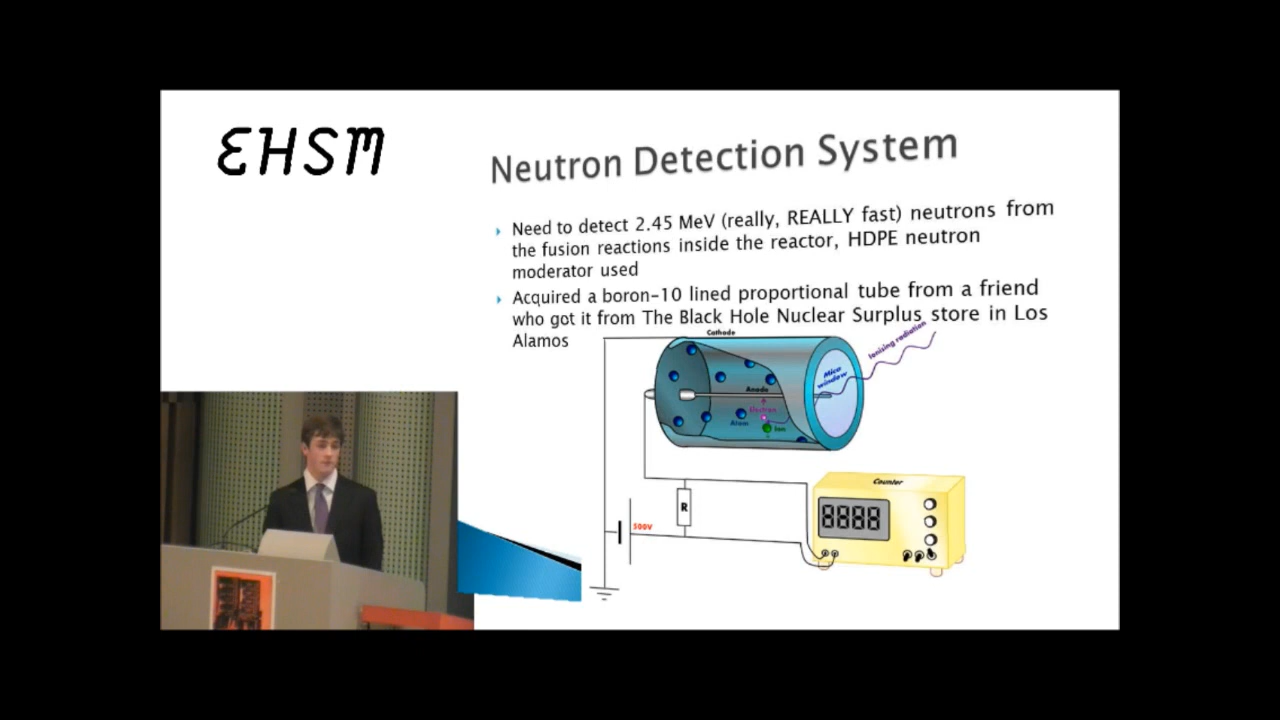 EHSM
Neutron Detection System
Need to detect 2.45 MeV (really, REALLY fast) neutrons from
the fusion reactions inside the reactor, HDPE neutron
moderator used
Acquired a boron-10 lined proportional tube from a friend
who got it from The Black Hole Nuclear Surplus store in Los
Alamos
Cathode
Ionising radiation
Mica
window
Anode
Electron
Atom
Ion
Counter
8888
R
500V